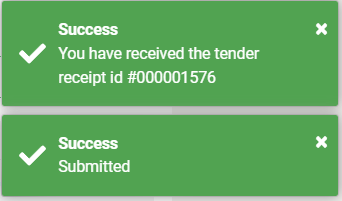 Success
You have received the tender
receipt id #000001576
Success
Submitted